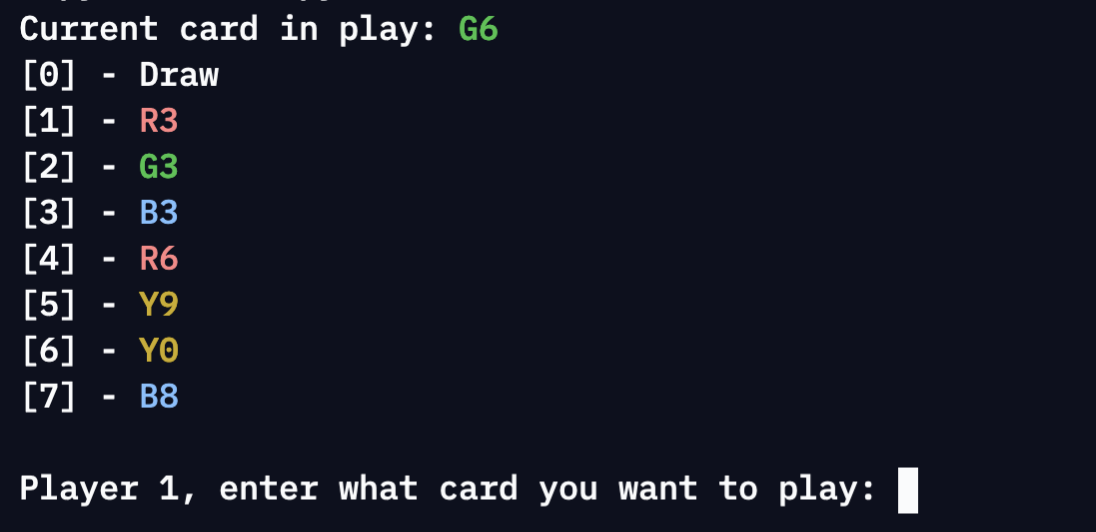 Current card in play: G6
[0] - Draw
[1] - R3
[2] - G3
[3] - B3
[4] - R6
[5] - Y9
[6] - Y0
[7] - B8
Player 1, enter what card you want to play: